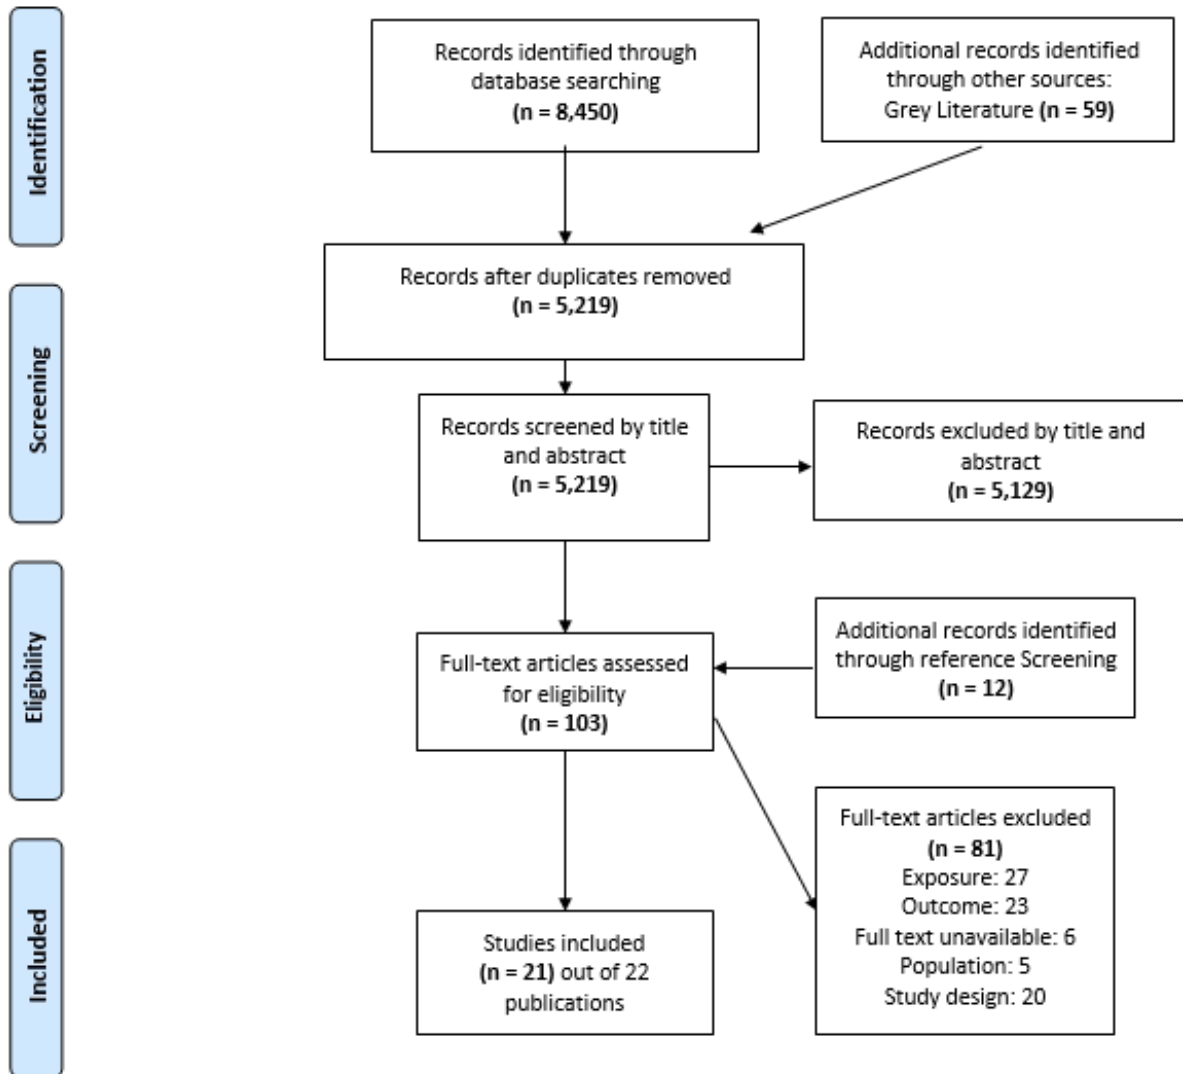 Identification
Records identified through
database searching
(n = 8,450)
Additional records identified
through other sources:
Grey Literature (n = 59)
Records after duplicates removed
(n = 5,219)
Screening
Records screened by title
and abstract
(n = 5,219)
Records excluded by title and
abstract
(n = 5,129)
Eligibility
Full-text articles assessed
for eligibility
(n = 103)
Additional records identified
through reference Screening
(n = 12)
Full-text articles excluded
(n = 81)
Exposure: 27
Outcome: 23
Full text unavailable: 6
Population: 5
Study design: 20
Included
Studies included
(n = 21) out of 22
publications